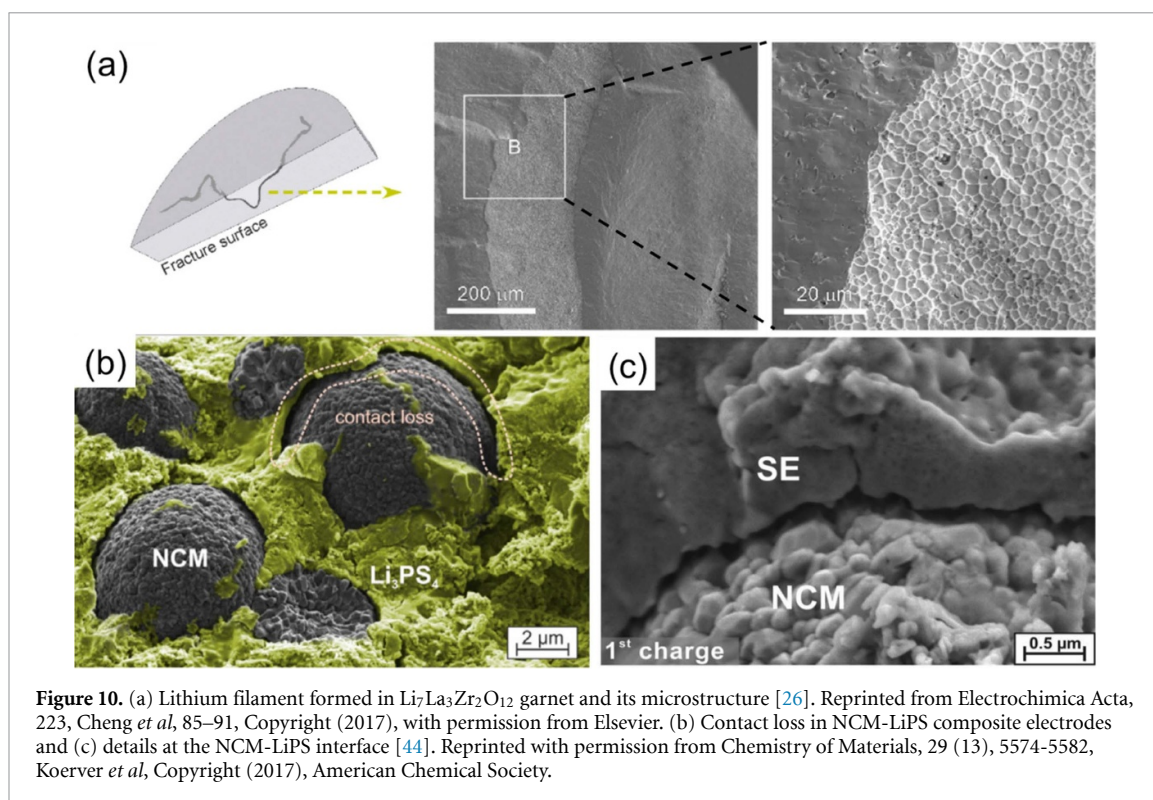 (a)
Fracture surface
B
200 μm
20 μm
(b)
contact loss
NCM
Li₃PS₄
2 μm
(c)
SE
NCM
1ˢᵗ charge
0.5 μm
Figure 10. (a) Lithium filament formed in Li₇La₃Zr₂O₁₂ garnet and its microstructure [26]. Reprinted from Electrochimica Acta,
223, Cheng et al, 85–91, Copyright (2017), with permission from Elsevier. (b) Contact loss in NCM-LiPS composite electrodes
and (c) details at the NCM-LiPS interface [44]. Reprinted with permission from Chemistry of Materials, 29 (13), 5574-5582,
Koerver et al, Copyright (2017), American Chemical Society.